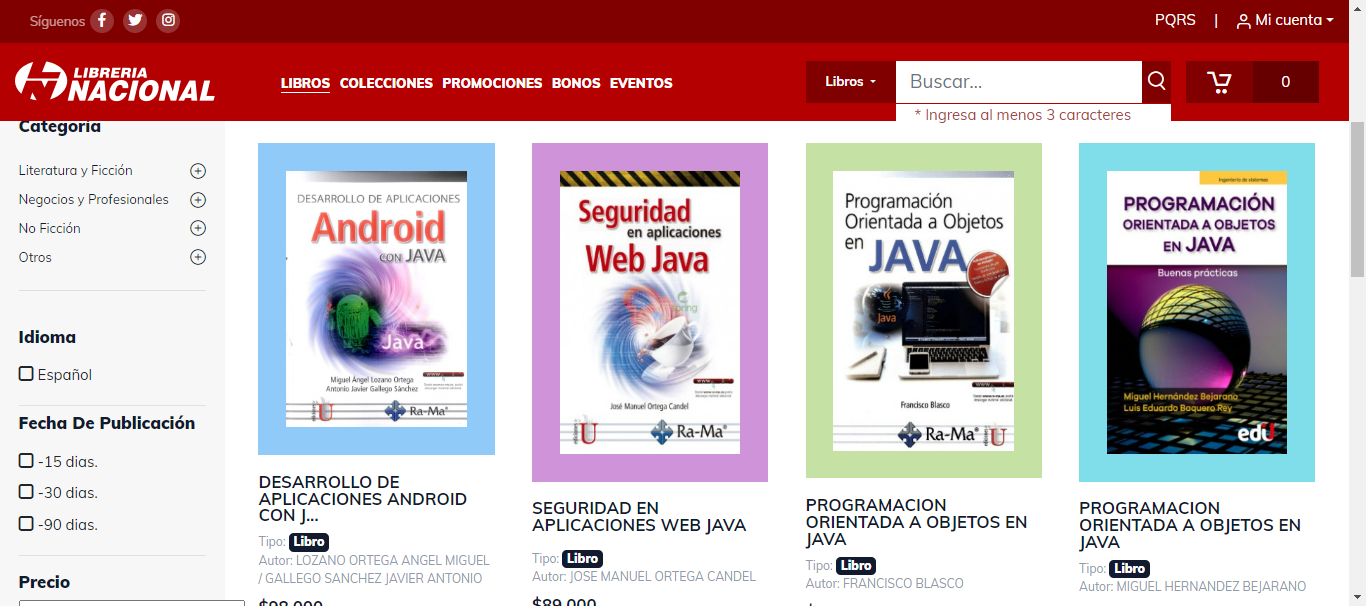 Síguenos
PQRS | Mi cuenta
LIBRERIA
NACIONAL
LIBROS COLECCIONES PROMOCIONES BONOS EVENTOS
Libros
Buscar...
0
* Ingresa al menos 3 caracteres
Categoría
Literatura y Ficción
Negocios y Profesionales
No Ficción
Otros
Idioma
Español
Fecha De Publicación
-15 dias.
-30 dias.
-90 dias.
Precio
DESARROLLO DE APLICACIONES
Android
CON JAVA
Java
Miguel Ángel Lozano Ortega
Antonio Javier Gallego Sánchez
Ra-Ma®
DESARROLLO DE
APLICACIONES ANDROID
CON J...
Tipo: Libro
Autor: LOZANO ORTEGA ANGEL MIGUEL
/ GALLEGO SANCHEZ JAVIER ANTONIO
$98.000
Seguridad
en aplicaciones
Web Java
José Manuel Ortega Candel
Ra-Ma®
SEGURIDAD EN
APLICACIONES WEB JAVA
Tipo: Libro
Autor: JOSE MANUEL ORTEGA CANDEL
$89.000
Programación
Orientada a Objetos
en JAVA
Java
Francisco Blasco
Ra-Ma®
PROGRAMACION
ORIENTADA A OBJETOS EN
JAVA
Tipo: Libro
Autor: FRANCISCO BLASCO
Ingeniería de sistemas
PROGRAMACIÓN
ORIENTADA A OBJETOS
EN JAVA
Buenas prácticas
Miguel Hernández Bejarano
Luis Eduardo Baquero Rey
ediU
PROGRAMACION
ORIENTADA A OBJETOS EN
JAVA
Tipo: Libro
Autor: MIGUEL HERNANDEZ BEJARANO